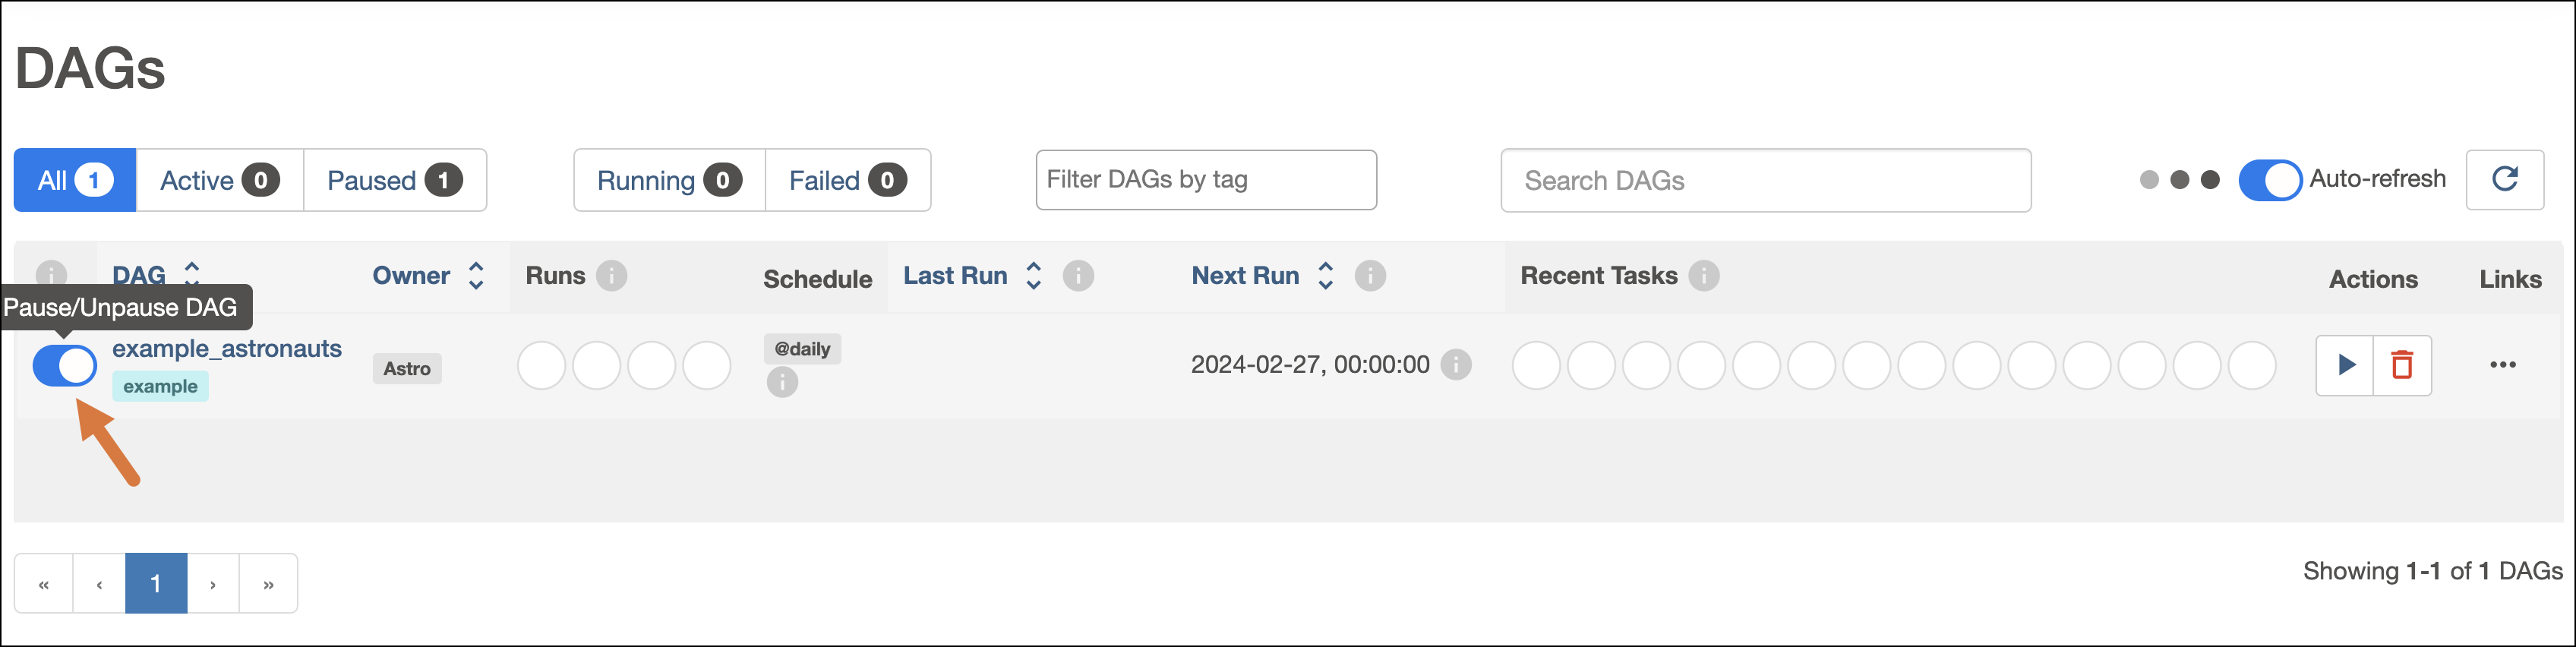 DAGs
All 1 Active 0 Paused 1 Running 0 Failed 0 Filter DAGs by tag Search DAGs Auto-refresh
DAG Owner Runs Schedule Last Run Next Run Recent Tasks Actions Links
Pause/Unpause DAG
example_astronauts Astro @daily 2024-02-27, 00:00:00
example
« ‹ 1 › »
Showing 1-1 of 1 DAGs